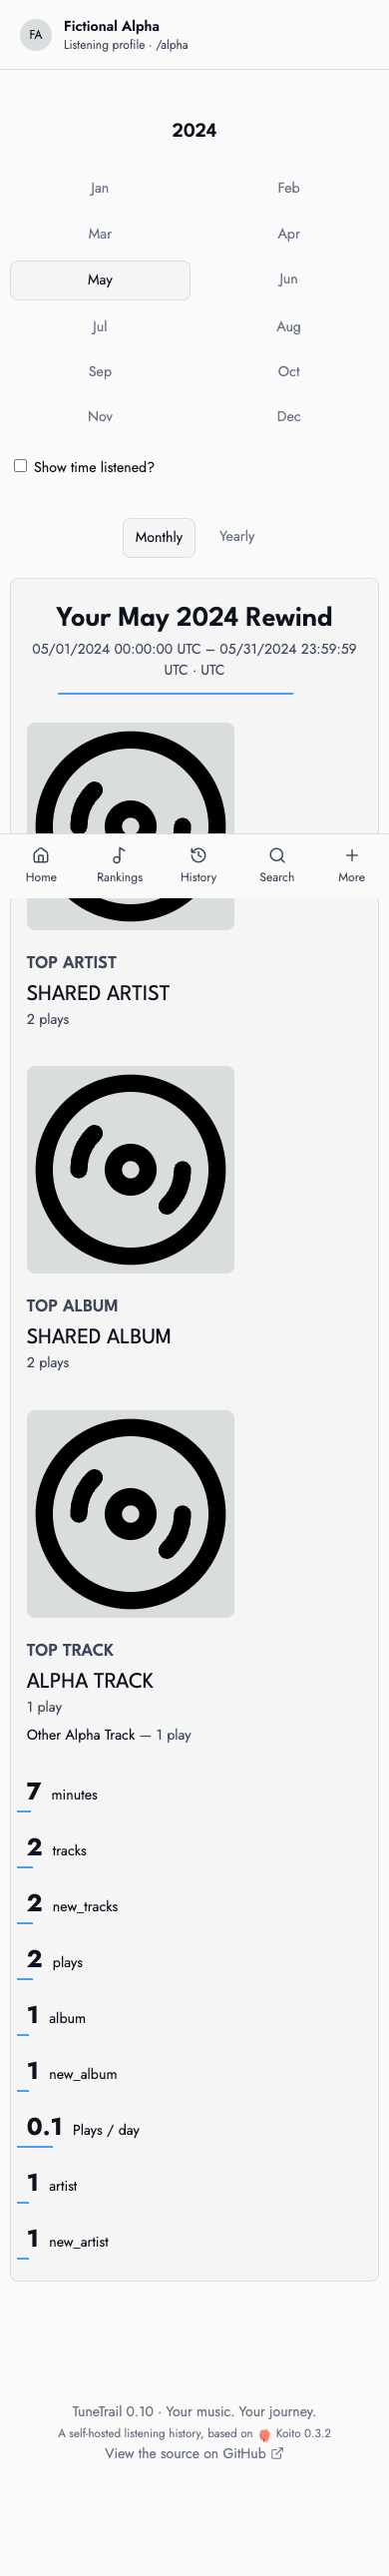 FA
Fictional Alpha
Listening profile · /alpha
2024
Jan Feb
Mar Apr
May Jun
Jul Aug
Sep Oct
Nov Dec
Show time listened?
Monthly Yearly
Your May 2024 Rewind
05/01/2024 00:00:00 UTC – 05/31/2024 23:59:59
UTC · UTC
Home Rankings History Search More
TOP ARTIST
SHARED ARTIST
2 plays
TOP ALBUM
SHARED ALBUM
2 plays
TOP TRACK
ALPHA TRACK
1 play
Other Alpha Track — 1 play
7 minutes
2 tracks
2 new_tracks
2 plays
1 album
1 new_album
0.1 Plays / day
1 artist
1 new_artist
TuneTrail 0.10 · Your music. Your journey.
A self-hosted listening history, based on Koito 0.3.2
View the source on GitHub